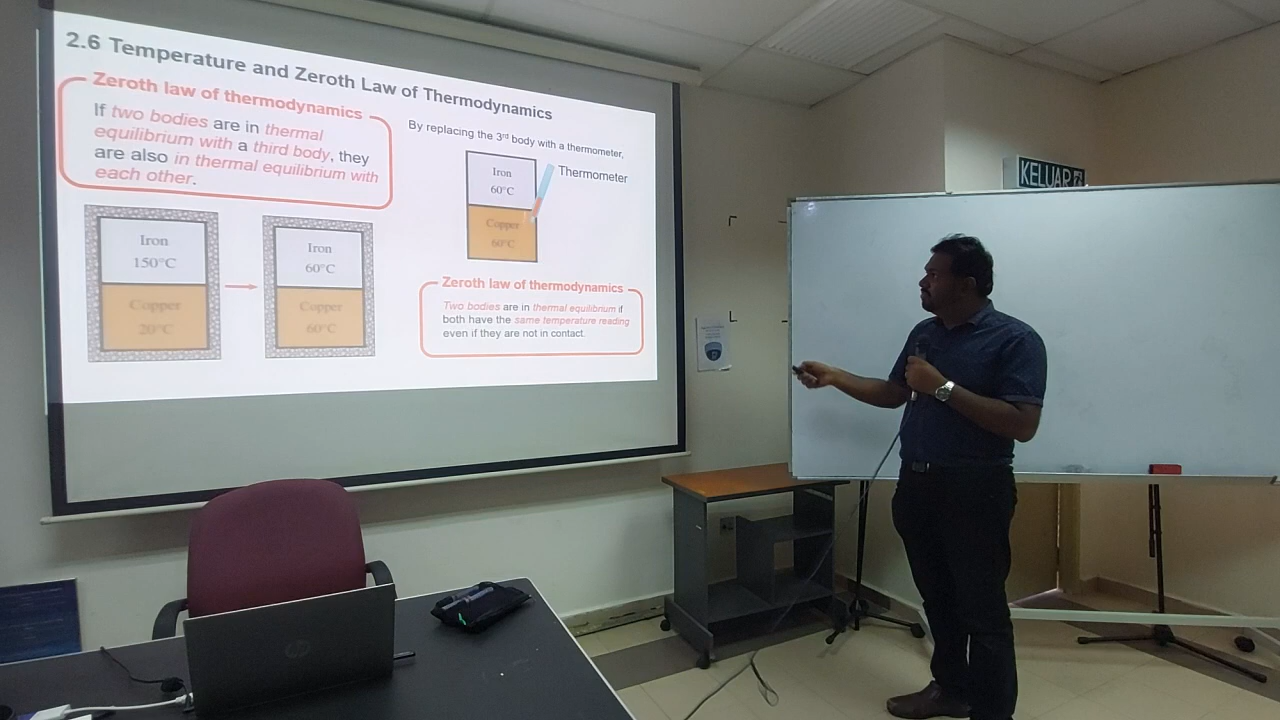 2.6 Temperature and Zeroth Law of Thermodynamics
Zeroth law of thermodynamics
If two bodies are in thermal
equilibrium with a third body, they
are also in thermal equilibrium with
each other.
Iron
150°C
Copper
20°C
Iron
60°C
Copper
60°C
By replacing the 3rd body with a thermometer,
Iron
60°C
Thermometer
Copper
60°C
Zeroth law of thermodynamics
Two bodies are in thermal equilibrium if
both have the same temperature reading
even if they are not in contact.
KELUAR
hp